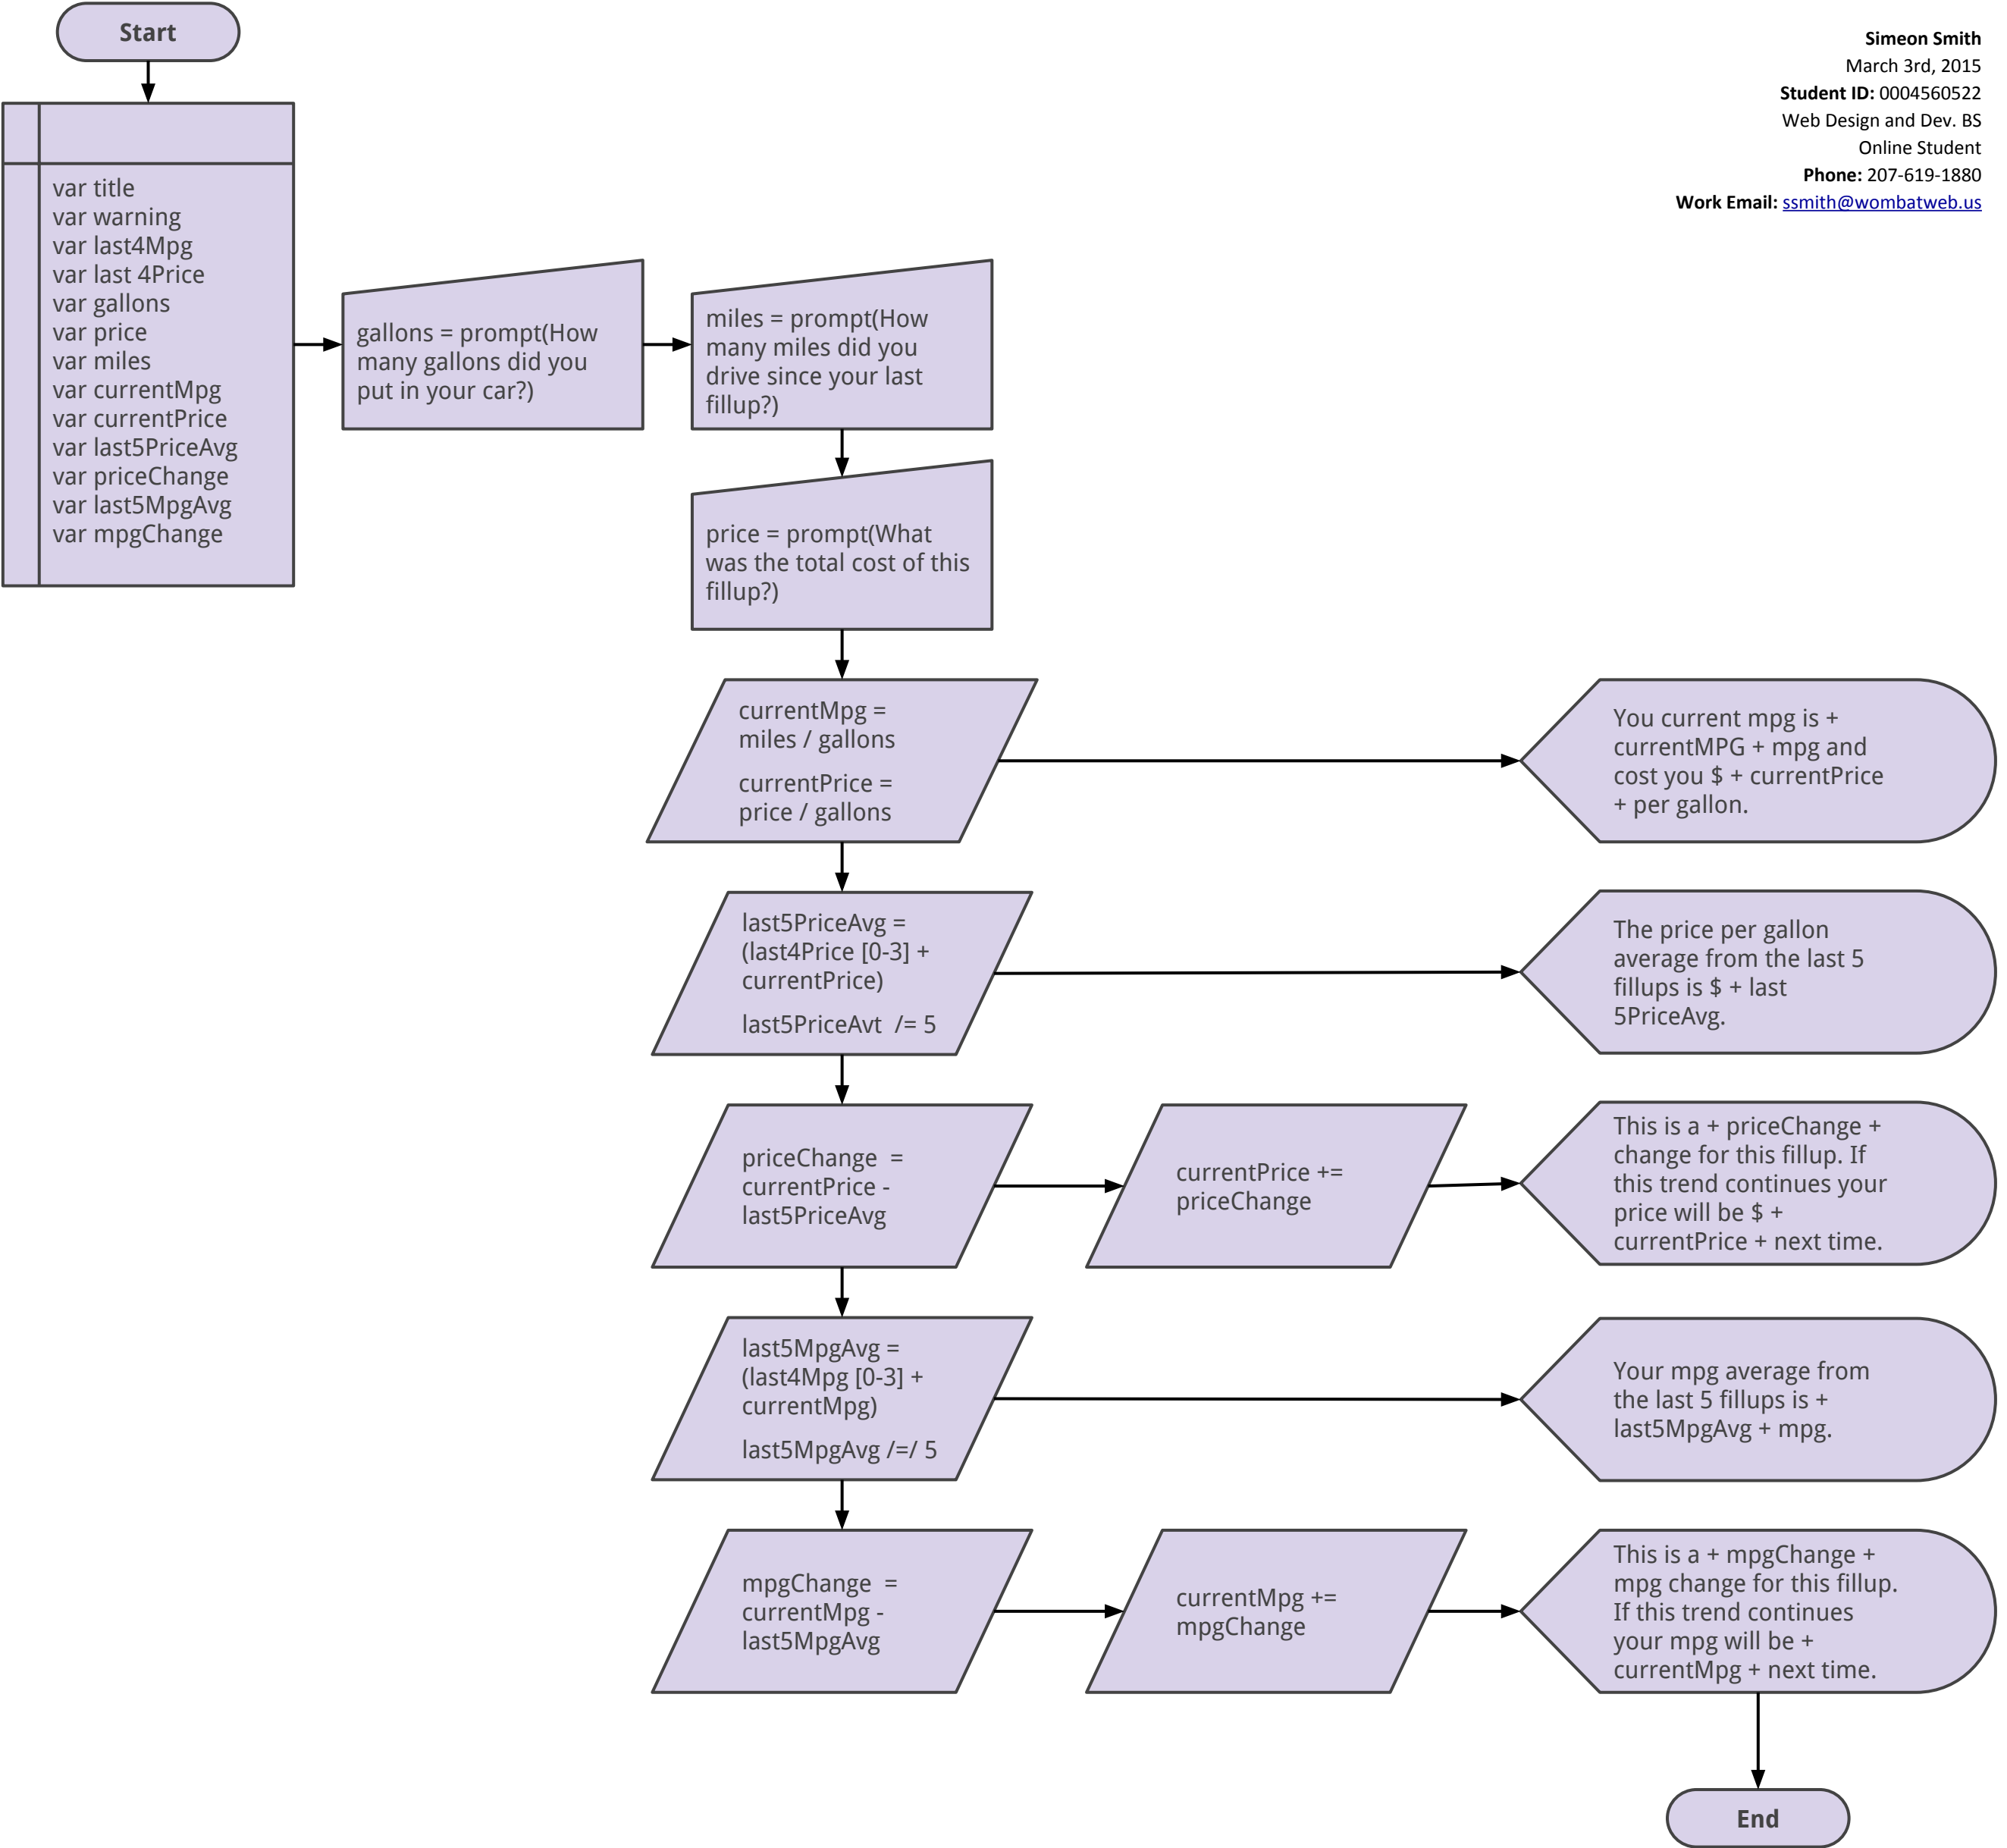 Start
Simeon Smith
March 3rd, 2015
Student ID: 0004560522
Web Design and Dev. BS
Online Student
Phone: 207-619-1880
Work Email: ssmith@wombatweb.us
var title
var warning
var last4Mpg
var last 4Price
var gallons
var price
var miles
var currentMpg
var currentPrice
var last5PriceAvg
var priceChange
var last5MpgAvg
var mpgChange
gallons = prompt(How
many gallons did you
put in your car?)
miles = prompt(How
many miles did you
drive since your last
fillup?)
price = prompt(What
was the total cost of this
fillup?)
currentMpg =
miles / gallons
currentPrice =
price / gallons
You current mpg is +
currentMPG + mpg and
cost you $ + currentPrice
+ per gallon.
last5PriceAvg =
(last4Price [0-3] +
currentPrice)
last5PriceAvt /= 5
The price per gallon
average from the last 5
fillups is $ + last
5PriceAvg.
priceChange =
currentPrice -
last5PriceAvg
currentPrice +=
priceChange
This is a + priceChange +
change for this fillup. If
this trend continues your
price will be $ +
currentPrice + next time.
last5MpgAvg =
(last4Mpg [0-3] +
currentMpg)
last5MpgAvg /=/ 5
Your mpg average from
the last 5 fillups is +
last5MpgAvg + mpg.
mpgChange =
currentMpg -
last5MpgAvg
currentMpg +=
mpgChange
This is a + mpgChange +
mpg change for this fillup.
If this trend continues
your mpg will be +
currentMpg + next time.
End